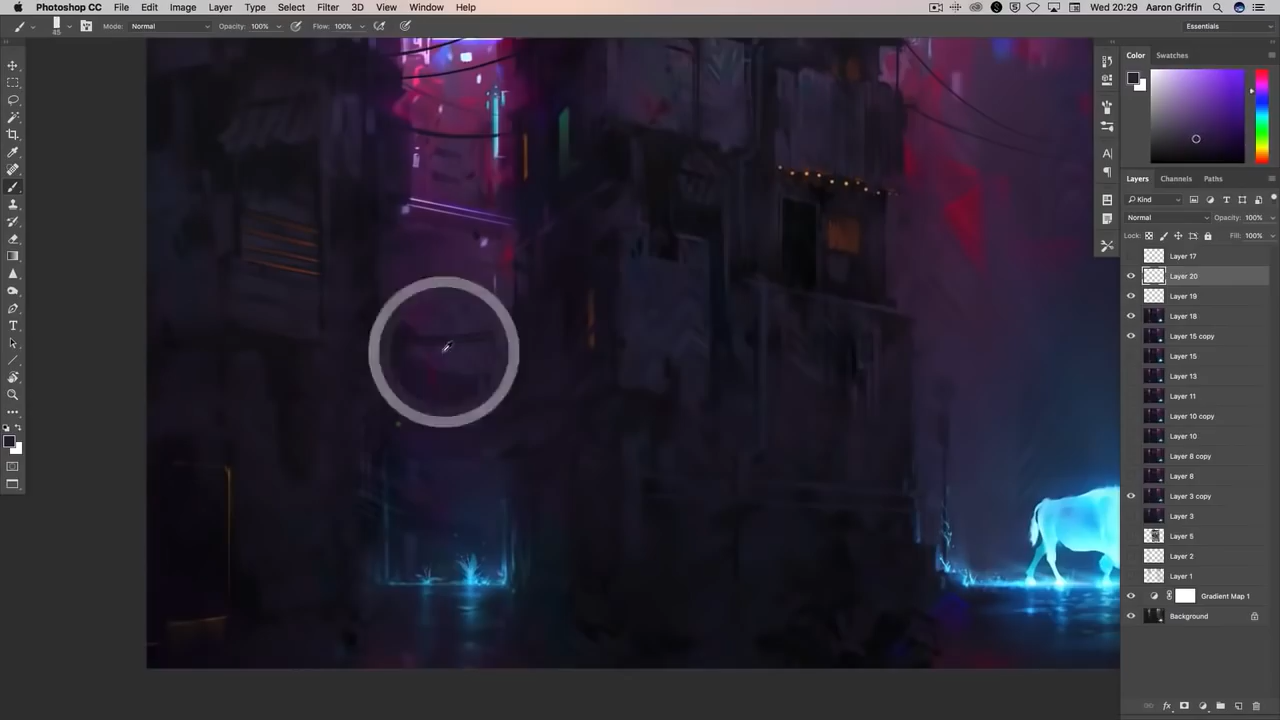 Photoshop CC File Edit Image Layer Type Select Filter 3D View Window Help Wed 20:29 Aaron Griffin
45 Mode: Normal Opacity: 100% Flow: 100% Essentials
Color Swatches
Layers Channels Paths
Kind
Normal Opacity: 100%
Lock: Fill: 100%
Layer 17
Layer 20
Layer 19
Layer 18
Layer 15 copy
Layer 15
Layer 13
Layer 11
Layer 10 copy
Layer 10
Layer 8 copy
Layer 8
Layer 3 copy
Layer 3
Layer 5
Layer 2
Layer 1
Gradient Map 1
Background